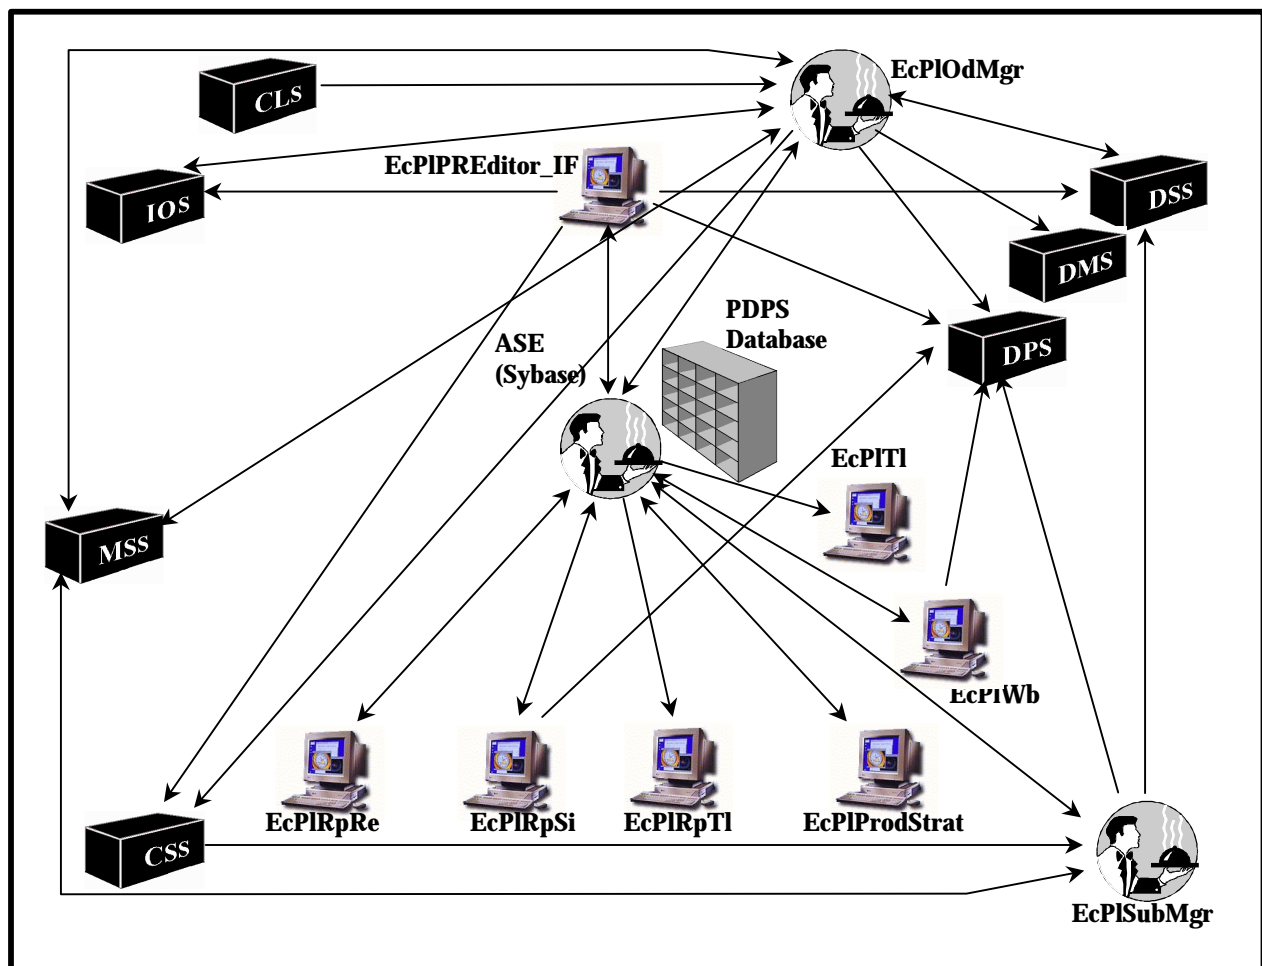 EcPlOdMgr
CLS
EcPlPREditor_IF
DSS
IOS
DMS
PDPS
Database
ASE
(Sybase)
DPS
EcPlTl
MSS
EcPlWb
EcPlRpRe
EcPlRpSi
EcPlRpTl
EcPlProdStrat
CSS
EcPlSubMgr